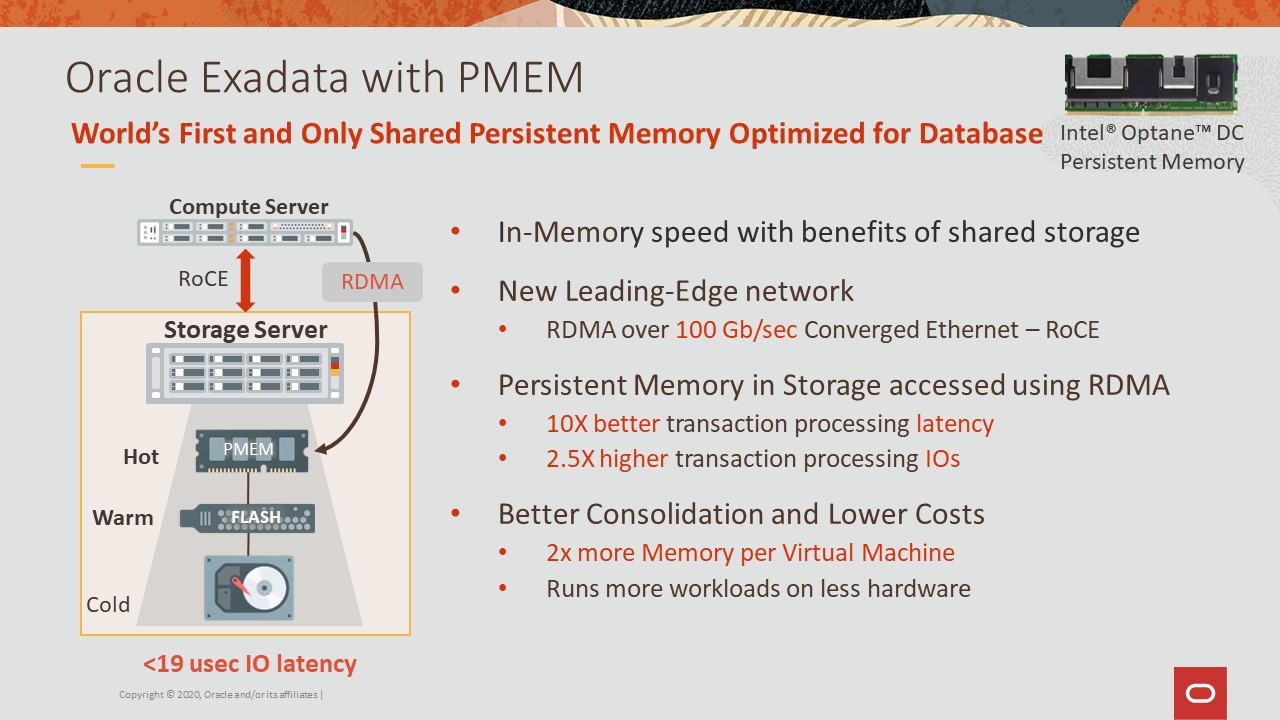 Oracle Exadata with PMEM
World's First and Only Shared Persistent Memory Optimized for Database
Intel® Optane™ DC
Persistent Memory
Compute Server
RoCE
RDMA
Storage Server
Hot
PMEM
Warm
FLASH
Cold
<19 usec IO latency
• In-Memory speed with benefits of shared storage
• New Leading-Edge network
• RDMA over 100 Gb/sec Converged Ethernet – RoCE
• Persistent Memory in Storage accessed using RDMA
• 10X better transaction processing latency
• 2.5X higher transaction processing IOs
• Better Consolidation and Lower Costs
• 2x more Memory per Virtual Machine
• Runs more workloads on less hardware
Copyright © 2020, Oracle and/or its affiliates |